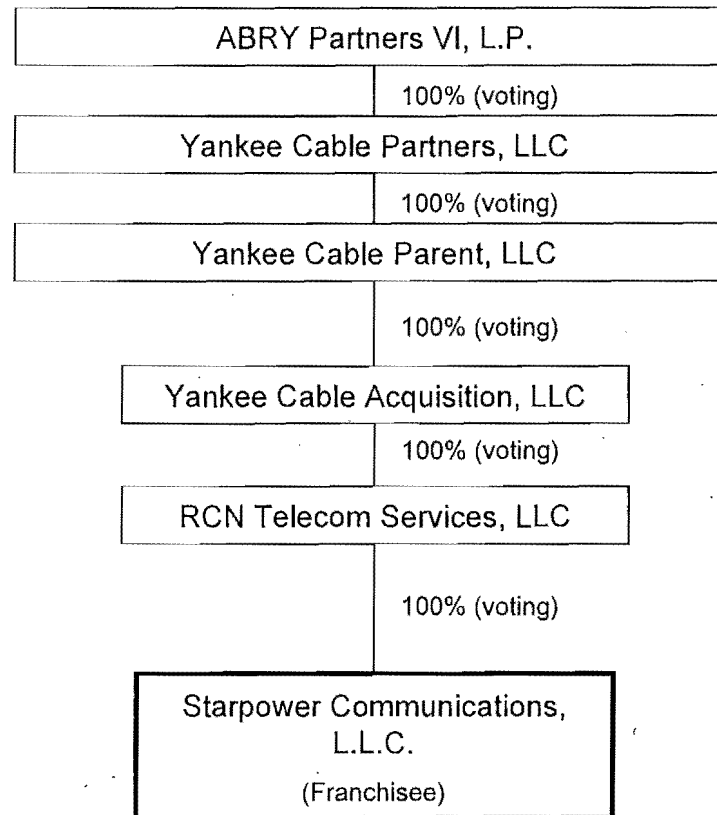 ABRY Partners VI, L.P.
100% (voting)
Yankee Cable Partners, LLC
100% (voting)
Yankee Cable Parent, LLC
100% (voting)
Yankee Cable Acquisition, LLC
100% (voting)
RCN Telecom Services, LLC
100% (voting)
Starpower Communications,
L.L.C.
(Franchisee)